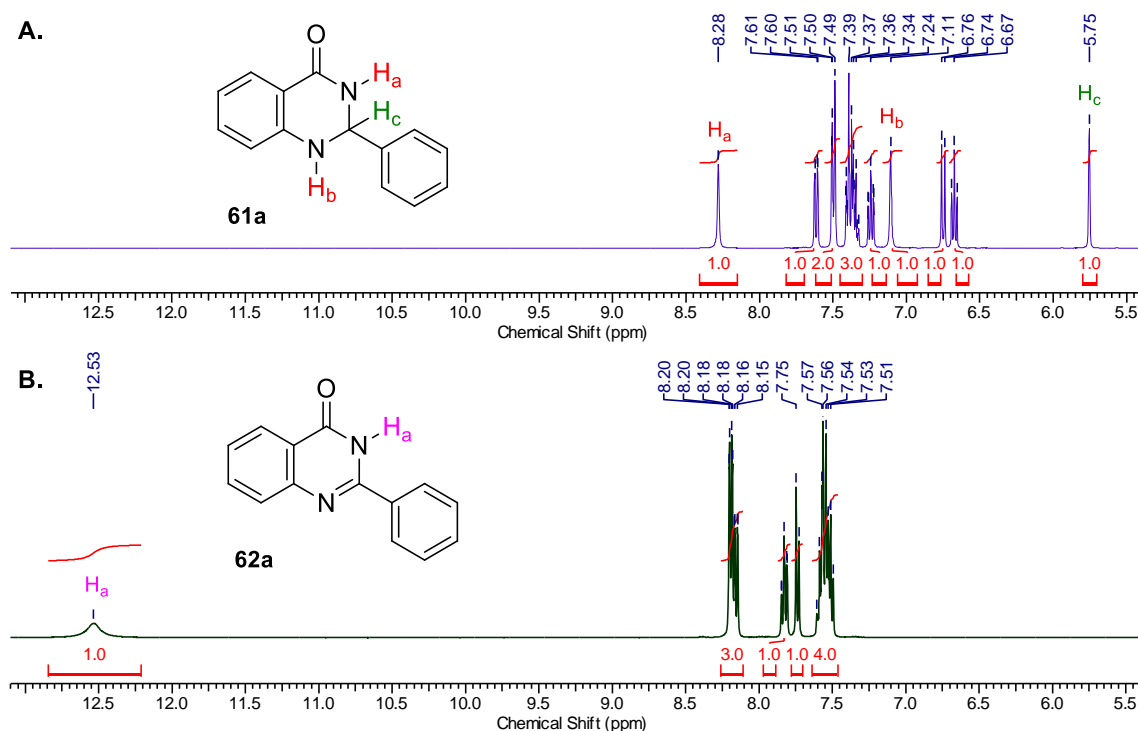 A.
8.28
7.61 7.60 7.51 7.50 7.49 7.39 7.37 7.36 7.34 7.24 7.11 6.76 6.74 6.67
5.75
O
N
Ha
Hc
N
H
Hb
61a
Ha
Hb
Hc
1.0 1.0 2.0 3.0 1.0 1.0 1.0 1.0 1.0
12.5 12.0 11.5 11.0 10.5 10.0 9.5 9.0 8.5 8.0 7.5 7.0 6.5 6.0 5.5
Chemical Shift (ppm)
B.
12.53
8.20 8.20 8.18 8.18 8.16 8.15 7.75 7.57 7.56 7.54 7.53 7.51
O
N
Ha
N
62a
Ha
1.0 3.0 1.0 1.0 4.0
12.5 12.0 11.5 11.0 10.5 10.0 9.5 9.0 8.5 8.0 7.5 7.0 6.5 6.0 5.5
Chemical Shift (ppm)